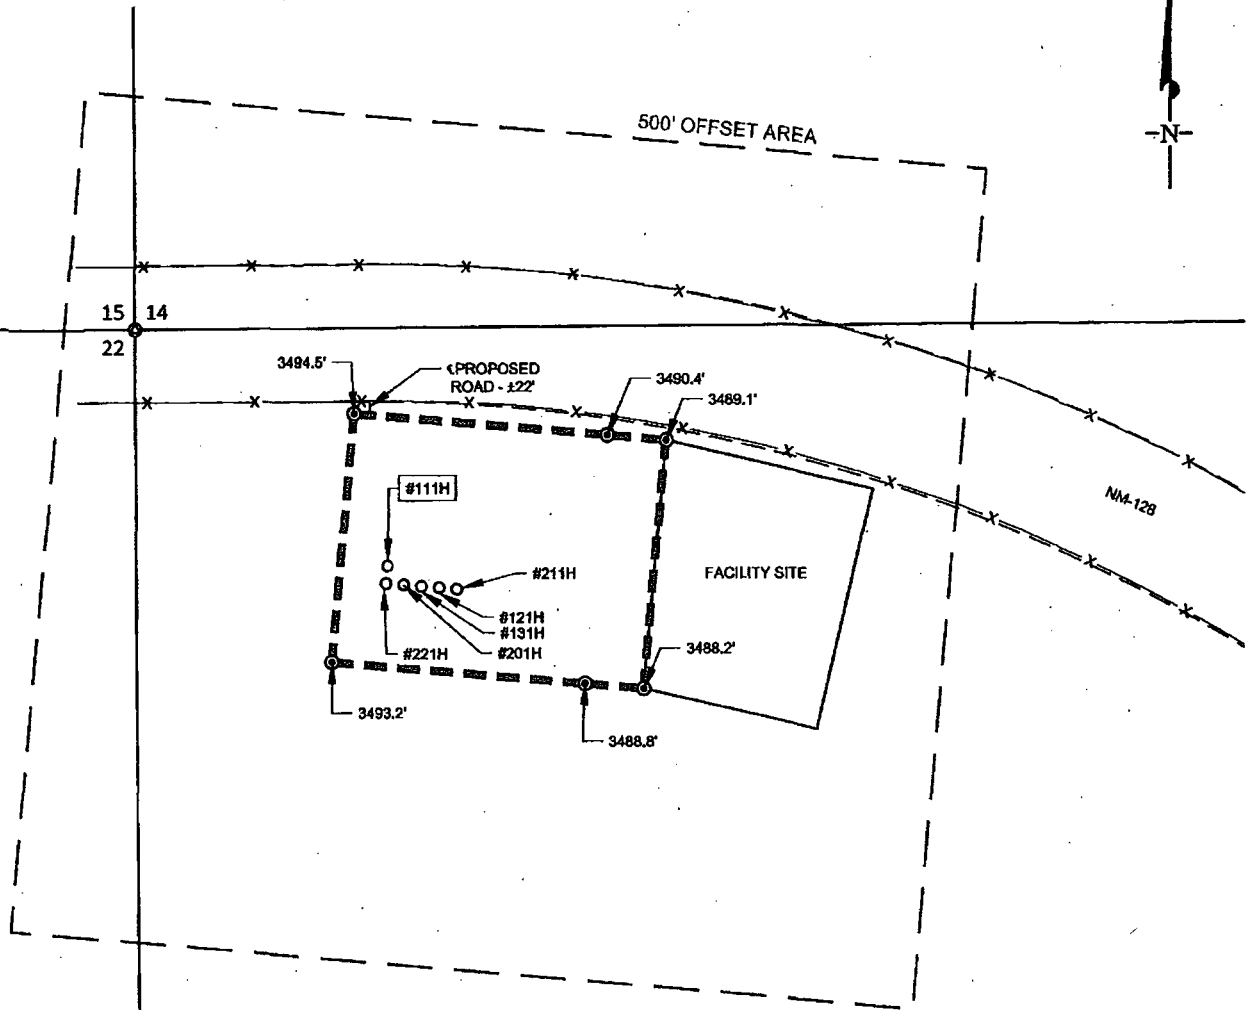 500' OFFSET AREA
N
15 14
22
3494.5'
℄PROPOSED
ROAD - ±22'
3490.4'
3489.1'
#111H
NM-128
#211H
FACILITY SITE
#121H
#131H
#221H
#201H
3488.2'
3493.2'
3488.8'